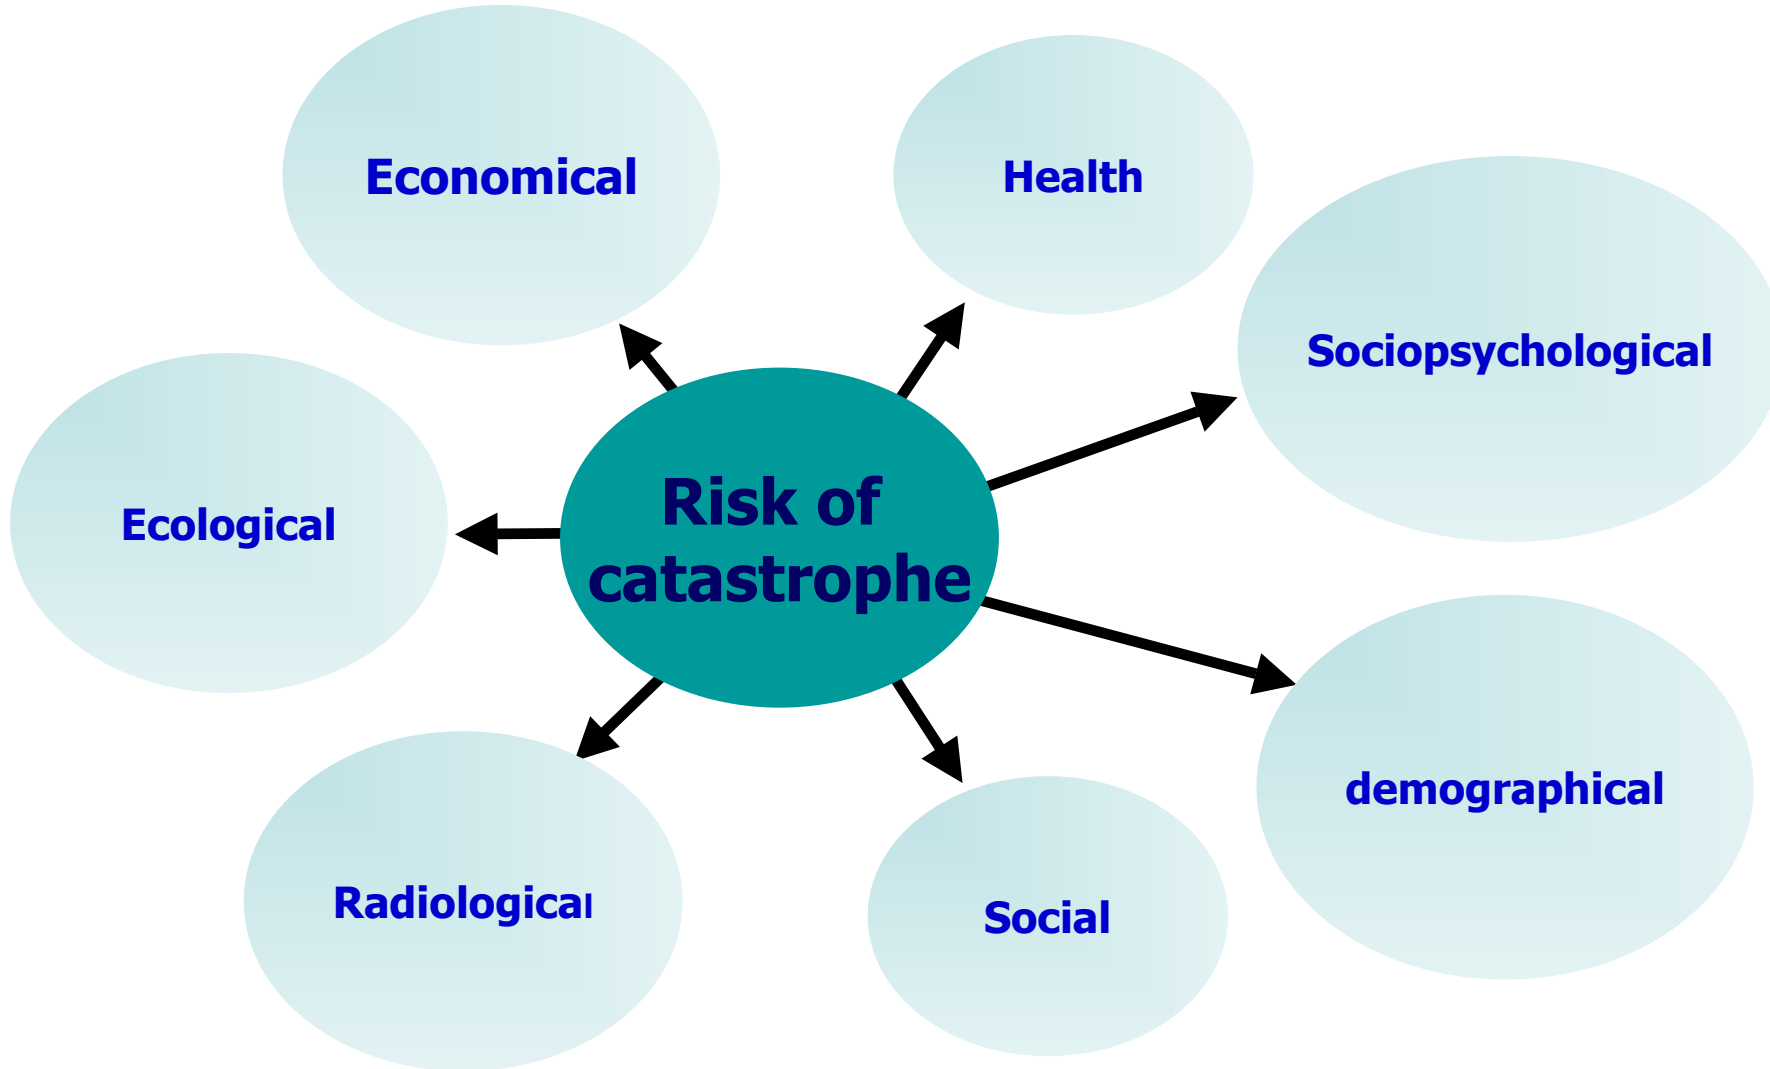 Economical
Health
Sociopsychological
Ecological
Risk of
catastrophe
demographical
Radiological
Social